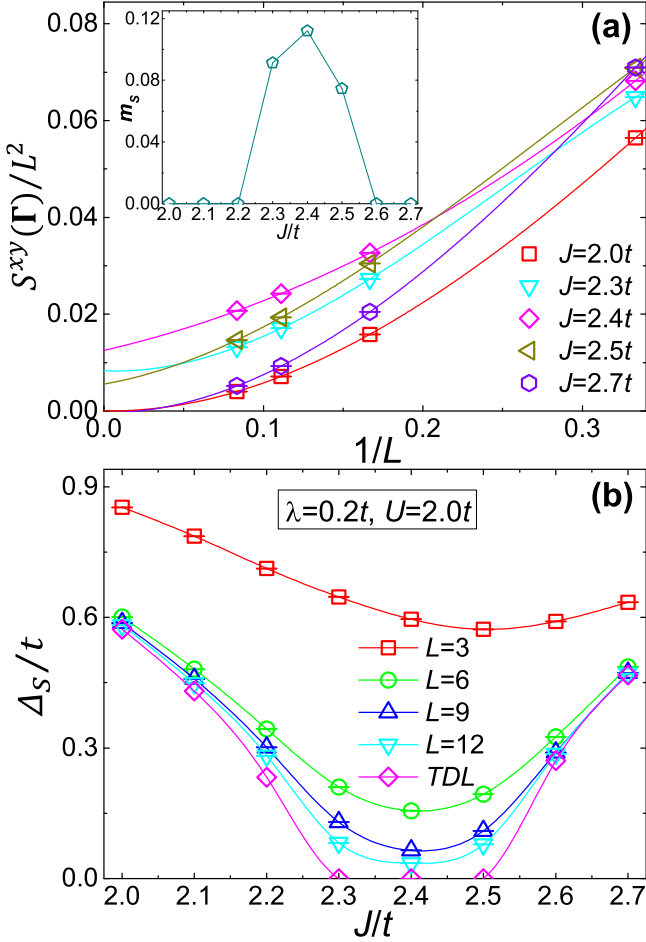 (a)
S^{xy}(Γ)/L²
0.08
0.06
0.04
0.02
0.00
0.0 0.1 0.2 0.3
1/L
m_s
0.12
0.08
0.04
0.00
2.0 2.1 2.2 2.3 2.4 2.5 2.6 2.7
J/t
J=2.0t
J=2.3t
J=2.4t
J=2.5t
J=2.7t
(b)
λ=0.2t, U=2.0t
Δ_S/t
0.9
0.6
0.3
0.0
L=3
L=6
L=9
L=12
TDL
2.0 2.1 2.2 2.3 2.4 2.5 2.6 2.7
J/t